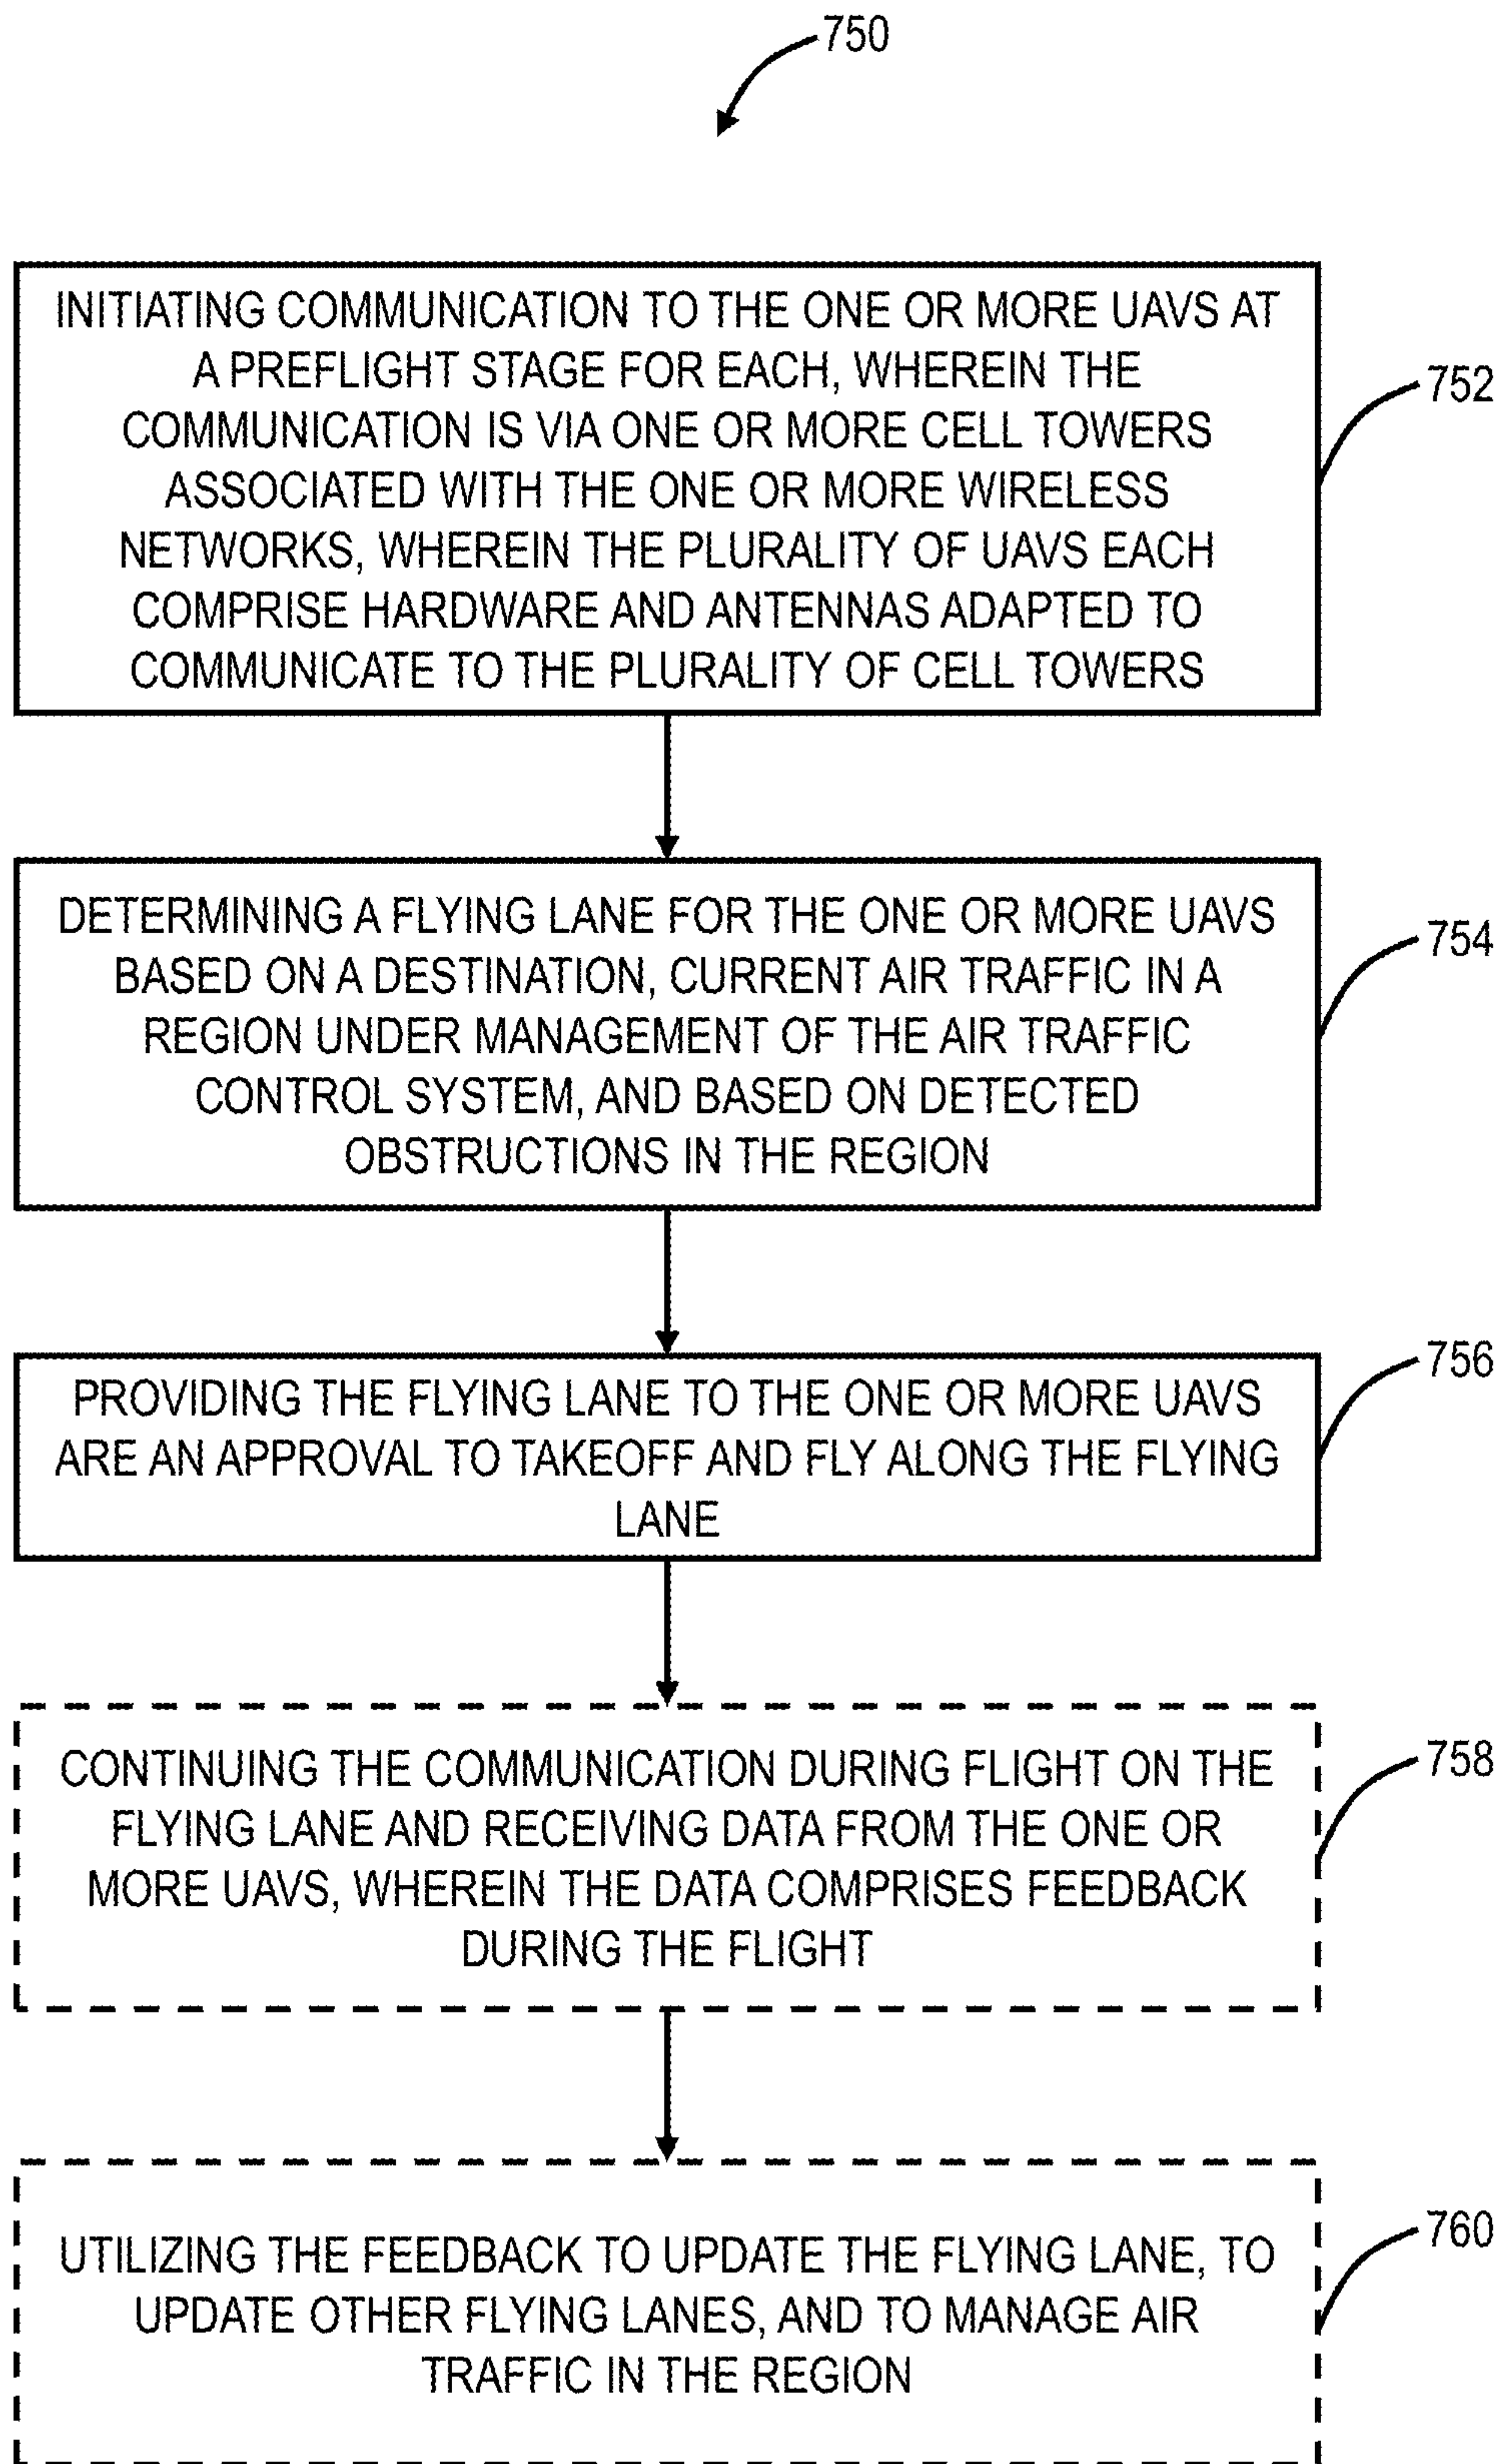 750
INITIATING COMMUNICATION TO THE ONE OR MORE UAVS AT
A PREFLIGHT STAGE FOR EACH, WHEREIN THE
COMMUNICATION IS VIA ONE OR MORE CELL TOWERS
ASSOCIATED WITH THE ONE OR MORE WIRELESS
NETWORKS, WHEREIN THE PLURALITY OF UAVS EACH
COMPRISE HARDWARE AND ANTENNAS ADAPTED TO
COMMUNICATE TO THE PLURALITY OF CELL TOWERS
752
DETERMINING A FLYING LANE FOR THE ONE OR MORE UAVS
BASED ON A DESTINATION, CURRENT AIR TRAFFIC IN A
REGION UNDER MANAGEMENT OF THE AIR TRAFFIC
CONTROL SYSTEM, AND BASED ON DETECTED
OBSTRUCTIONS IN THE REGION
754
PROVIDING THE FLYING LANE TO THE ONE OR MORE UAVS
ARE AN APPROVAL TO TAKEOFF AND FLY ALONG THE FLYING
LANE
756
CONTINUING THE COMMUNICATION DURING FLIGHT ON THE
FLYING LANE AND RECEIVING DATA FROM THE ONE OR
MORE UAVS, WHEREIN THE DATA COMPRISES FEEDBACK
DURING THE FLIGHT
758
UTILIZING THE FEEDBACK TO UPDATE THE FLYING LANE, TO
UPDATE OTHER FLYING LANES, AND TO MANAGE AIR
TRAFFIC IN THE REGION
760